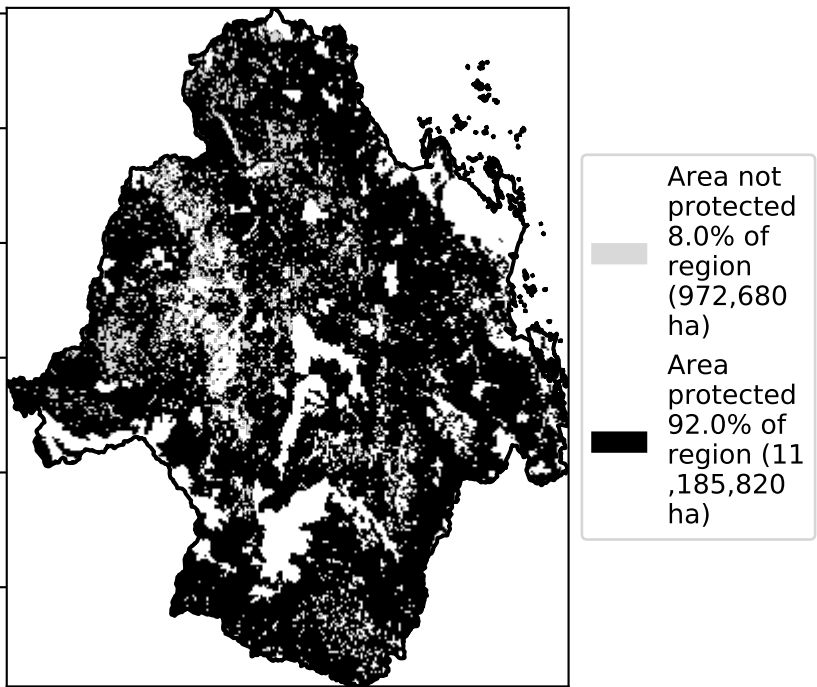 Area not
protected
8.0% of
region
(972,680
ha)
Area
protected
92.0% of
region (11
,185,820
ha)